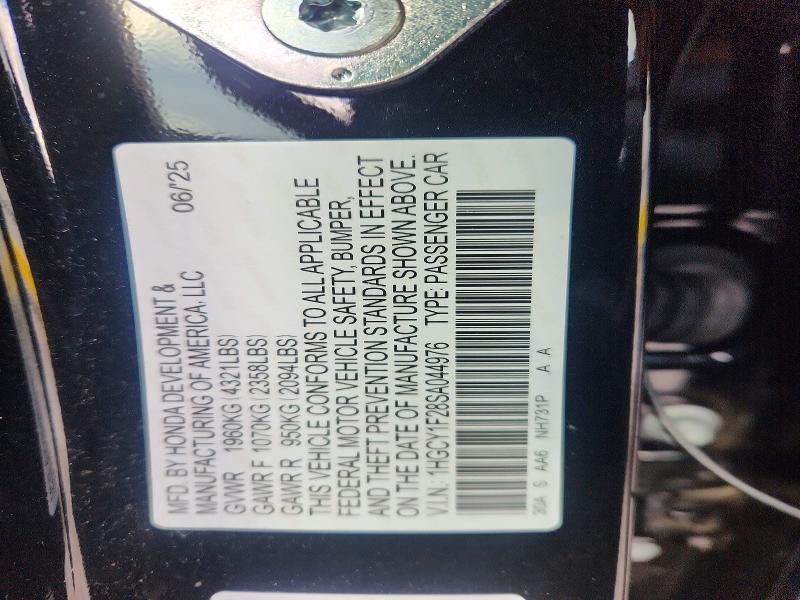 MFD. BY HONDA DEVELOPMENT &
MANUFACTURING OF AMERICA, LLC 06/'25
GVWR 1960KG (4321LBS)
GAWR F 1070KG (2358LBS)
GAWR R 950KG (2094LBS)
THIS VEHICLE CONFORMS TO ALL APPLICABLE
FEDERAL MOTOR VEHICLE SAFETY, BUMPER,
AND THEFT PREVENTION STANDARDS IN EFFECT
ON THE DATE OF MANUFACTURE SHOWN ABOVE.
V.I.N.: 1HGCY1F28SA044976 TYPE: PASSENGER CAR
30A S AA6 NH731P A A